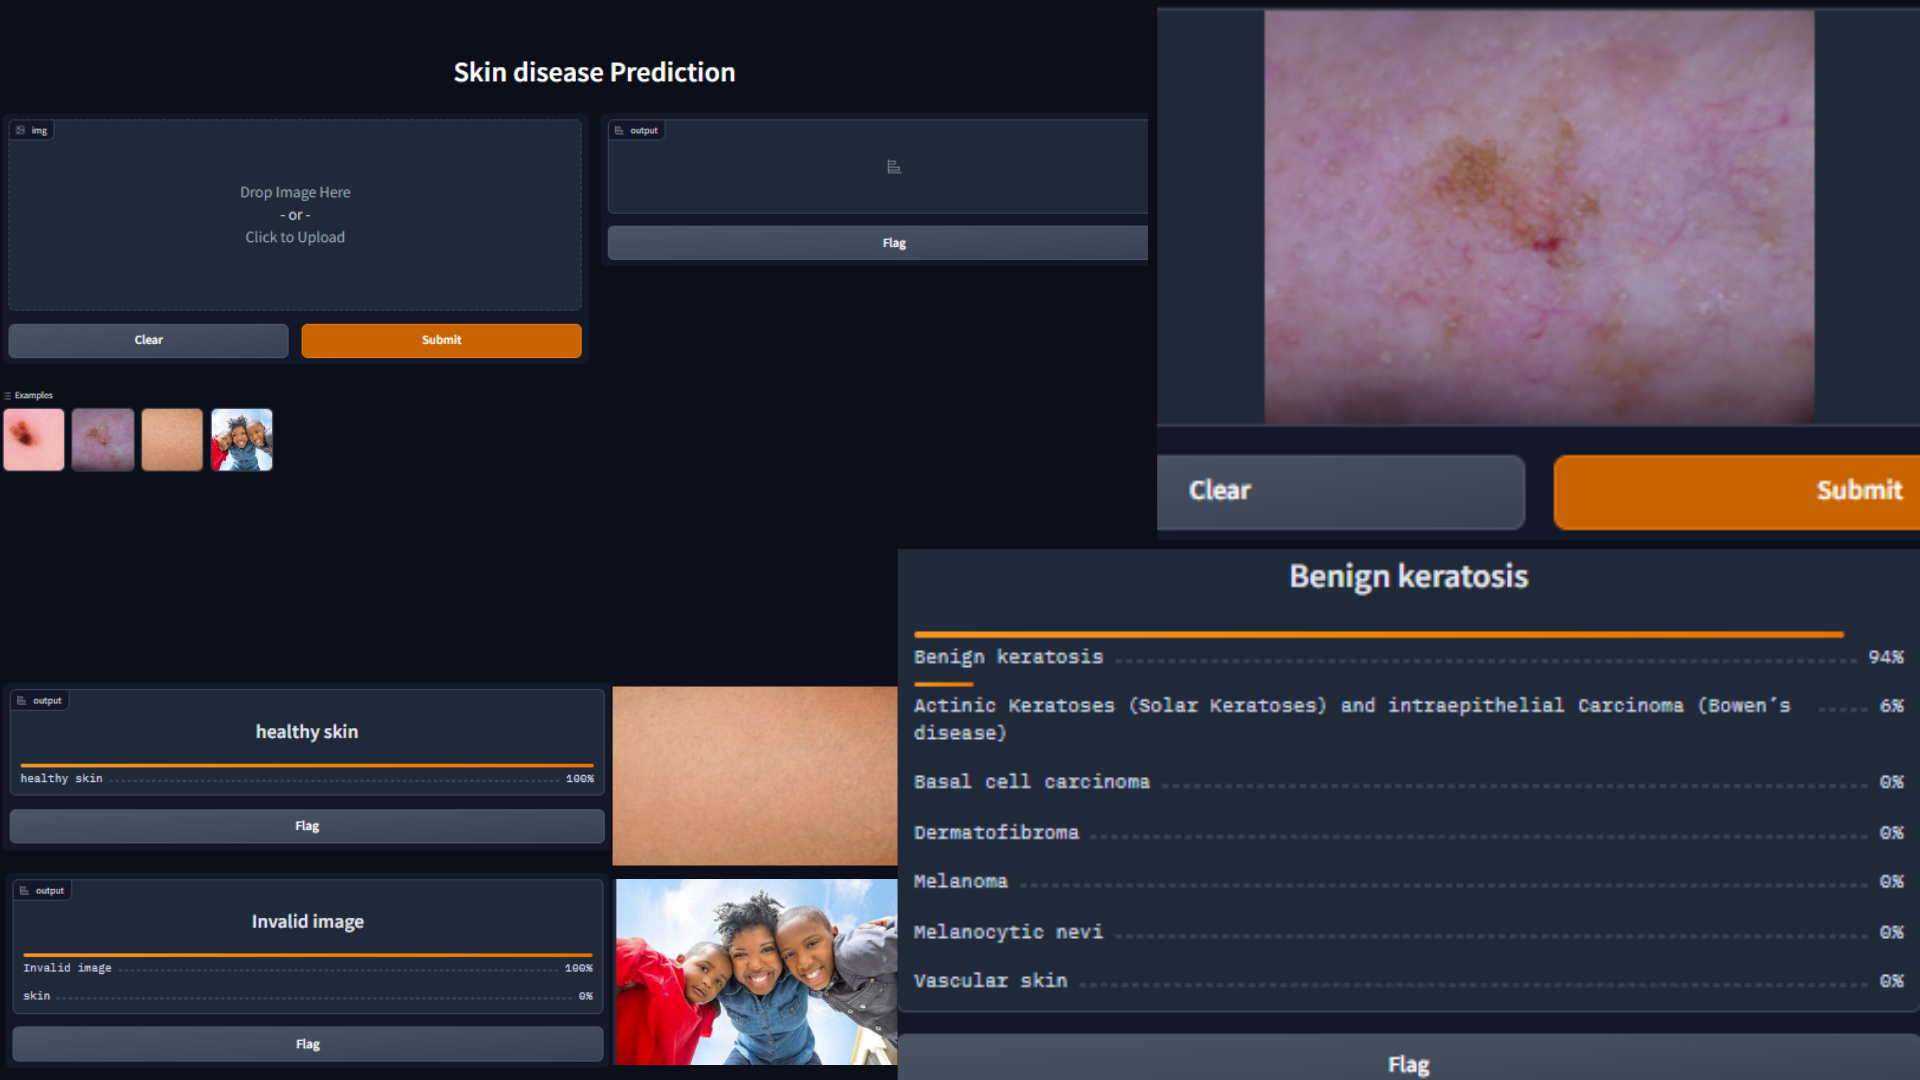 Skin disease Prediction
img
Drop Image Here
- or -
Click to Upload
Clear
Submit
output
Flag
Examples
Clear
Submit
output
healthy skin
healthy skin 100%
Flag
output
Invalid image
Invalid image 100%
skin 0%
Flag
Benign keratosis
Benign keratosis 94%
Actinic Keratoses (Solar Keratoses) and intraepithelial Carcinoma (Bowen´s 6%
disease)
Basal cell carcinoma 0%
Dermatofibroma 0%
Melanoma 0%
Melanocytic nevi 0%
Vascular skin 0%
Flag